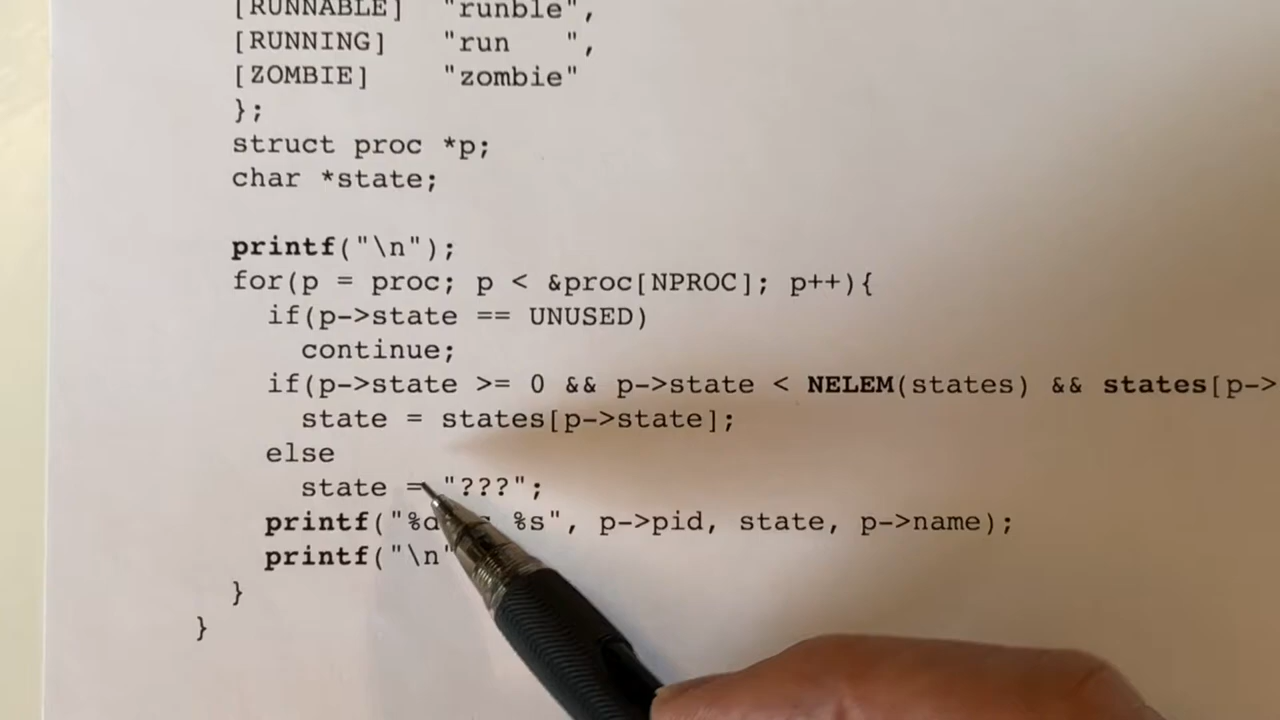 [RUNNABLE] "runble",
[RUNNING] "run   ",
[ZOMBIE] "zombie"
};
struct proc *p;
char *state;
printf("\n");
for(p = proc; p < &proc[NPROC]; p++){
if(p->state == UNUSED)
continue;
if(p->state >= 0 && p->state < NELEM(states) && states[p->
state = states[p->state];
else
state = "???";
printf("%d %s", p->pid, state, p->name);
printf("\n"
}
}